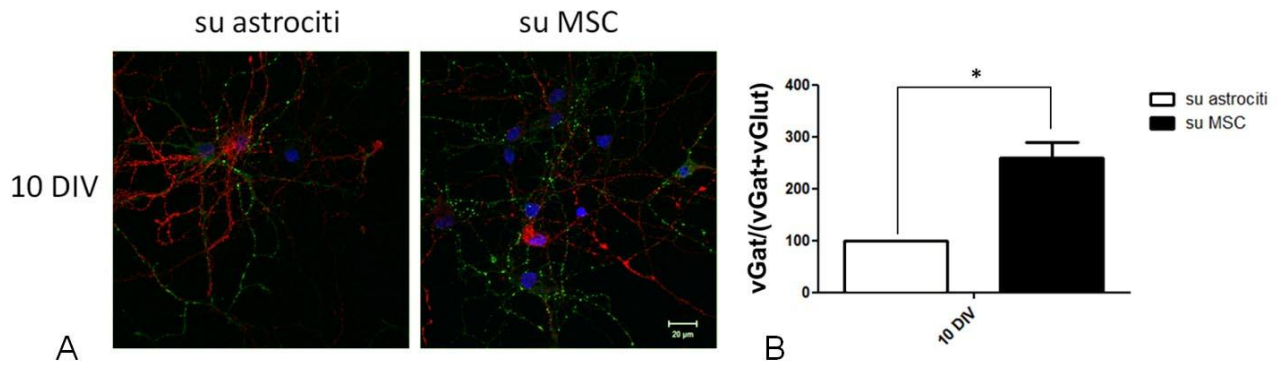 su astrociti
su MSC
10 DIV
20 µm
A
vGat/(vGat+vGlut)
400
300
200
100
0
*
10 DIV
su astrociti
su MSC
B